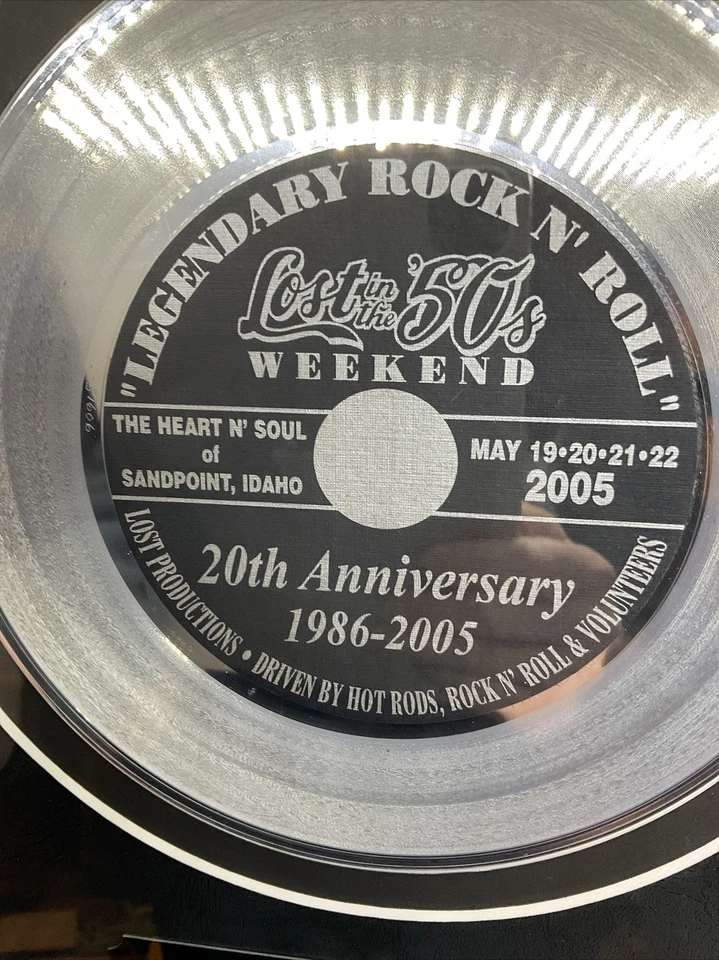 "LEGENDARY ROCK N' ROLL"
Lost in the '50s
WEEKEND
THE HEART N' SOUL
of
SANDPOINT, IDAHO
MAY 19•20•21•22
2005
20th Anniversary
1986-2005
LOST PRODUCTIONS • DRIVEN BY HOT RODS, ROCK N' ROLL & VOLUNTEERS